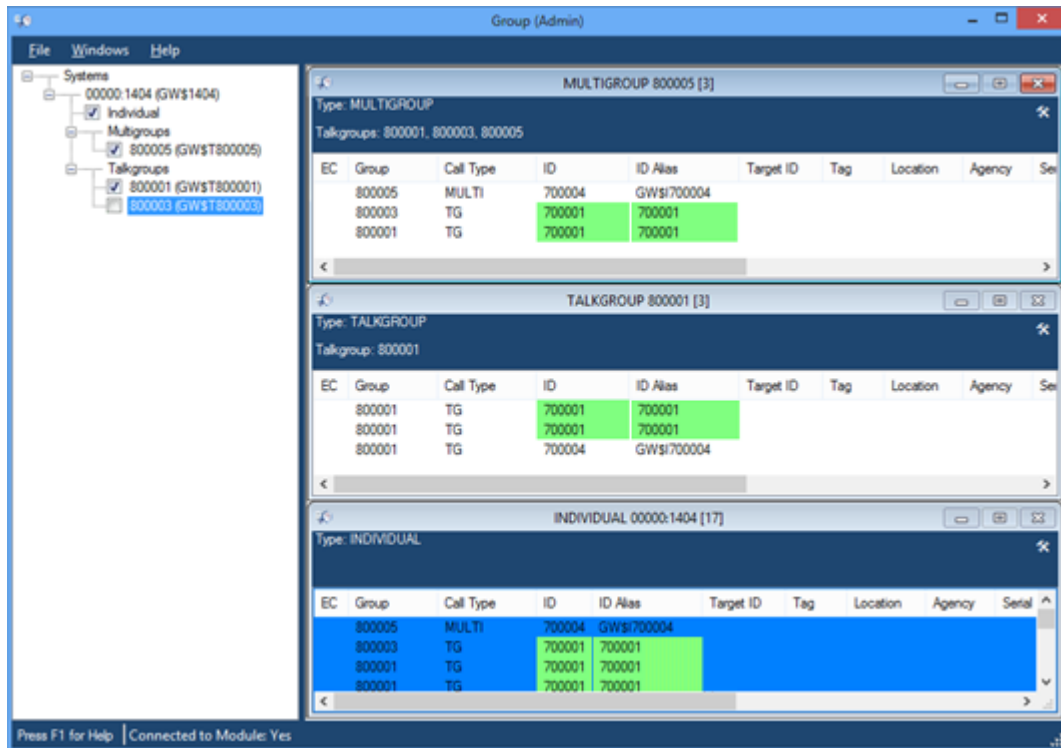 Group (Admin)
File Windows Help
Systems
00000:1404 (GW$1404)
Individual
Multigroups
800005 (GW$T800005)
Talkgroups
800001 (GW$T800001)
800003 (GW$T800003)
MULTIGROUP 800005 [3]
Type: MULTIGROUP
Talkgroups: 800001, 800003, 800005
EC Group Call Type ID ID Alias Target ID Tag Location Agency Ser
800005 MULTI 700004 GW$I700004
800003 TG 700001 700001
800001 TG 700001 700001
TALKGROUP 800001 [3]
Type: TALKGROUP
Talkgroup: 800001
EC Group Call Type ID ID Alias Target ID Tag Location Agency Ser
800001 TG 700001 700001
800001 TG 700001 700001
800001 TG 700004 GW$I700004
INDIVIDUAL 00000:1404 [17]
Type: INDIVIDUAL
EC Group Call Type ID ID Alias Target ID Tag Location Agency Serial
800005 MULTI 700004 GW$I700004
800003 TG 700001 700001
800001 TG 700001 700001
800001 TG 700001 700001
Press F1 for Help Connected to Module: Yes